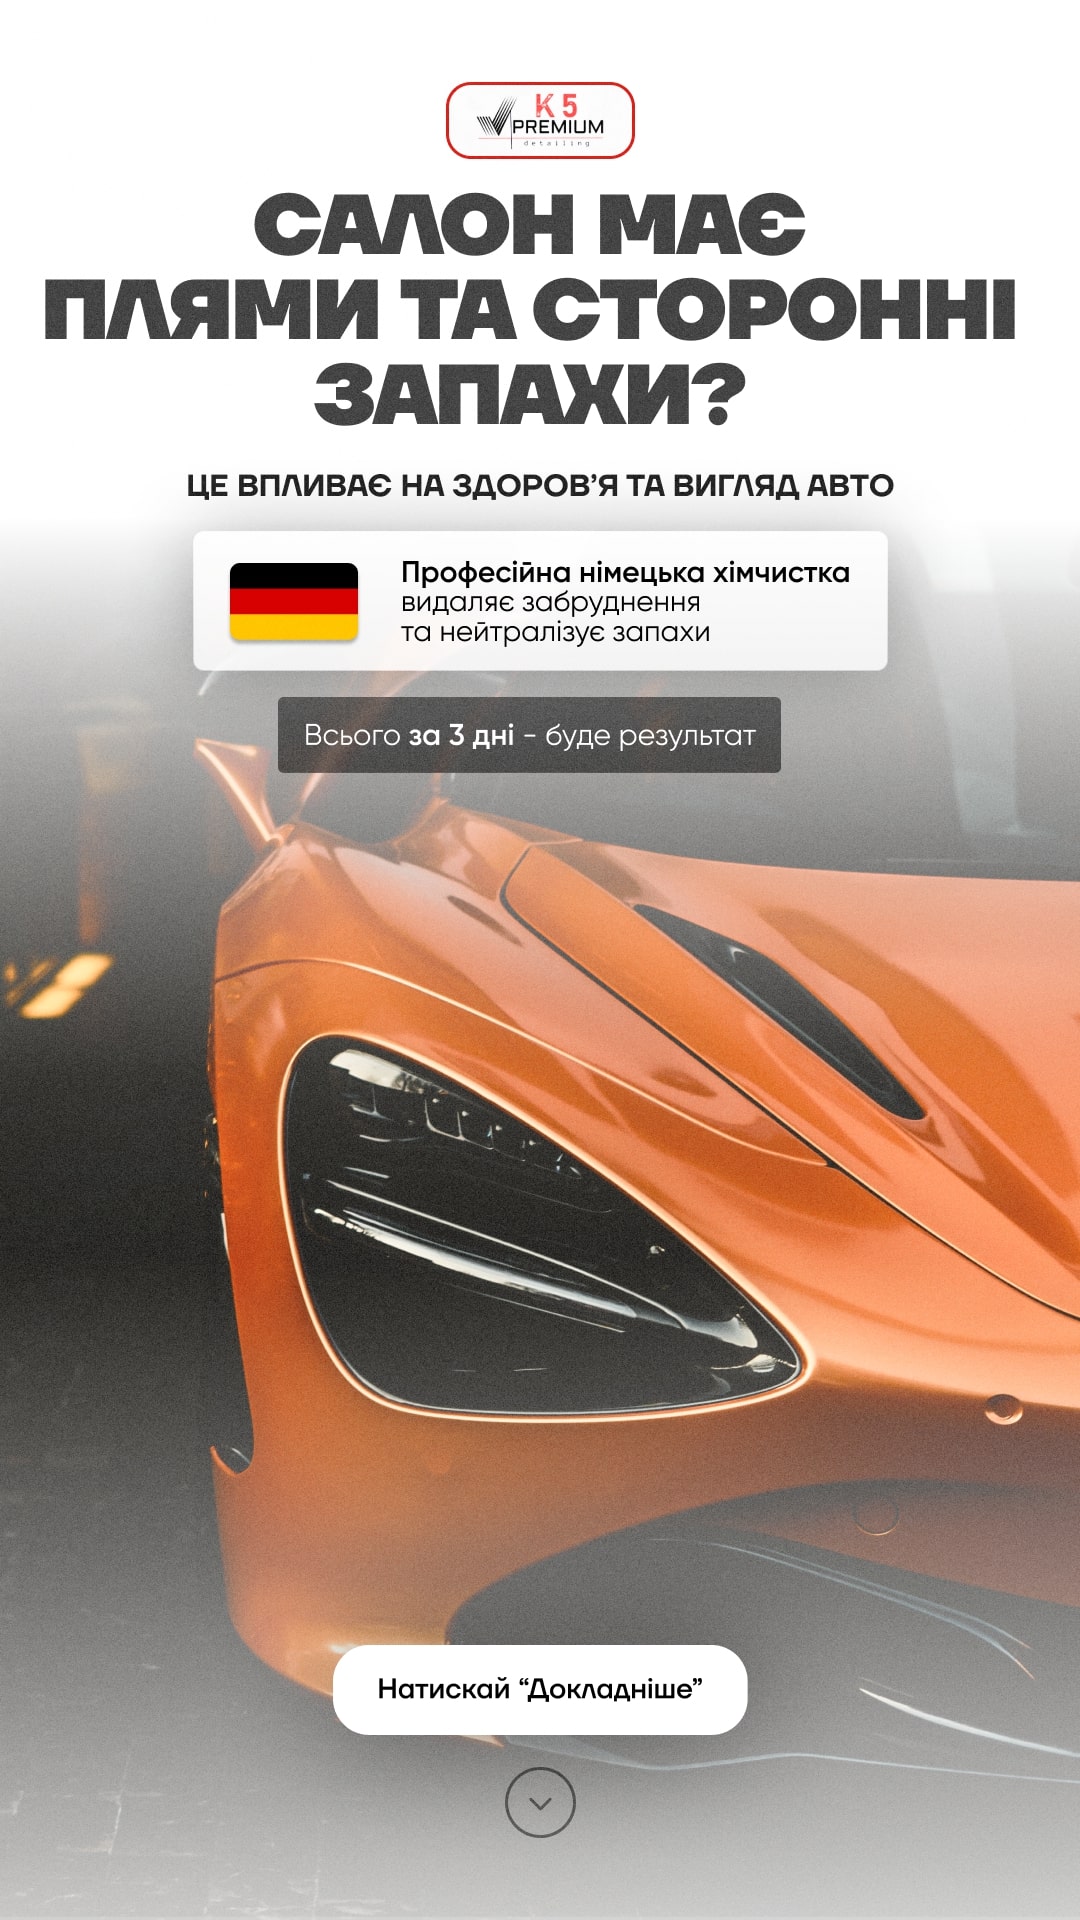 K5
PREMIUM
detailing
САЛОН МАЄ
ПЛЯМИ ТА СТОРОННІ
ЗАПАХИ?
ЦЕ ВПЛИВАЄ НА ЗДОРОВ’Я ТА ВИГЛЯД АВТО
Професійна німецька хімчистка
видаляє забруднення
та нейтралізує запахи
Всього за 3 дні - буде результат
Натискай “Докладніше”